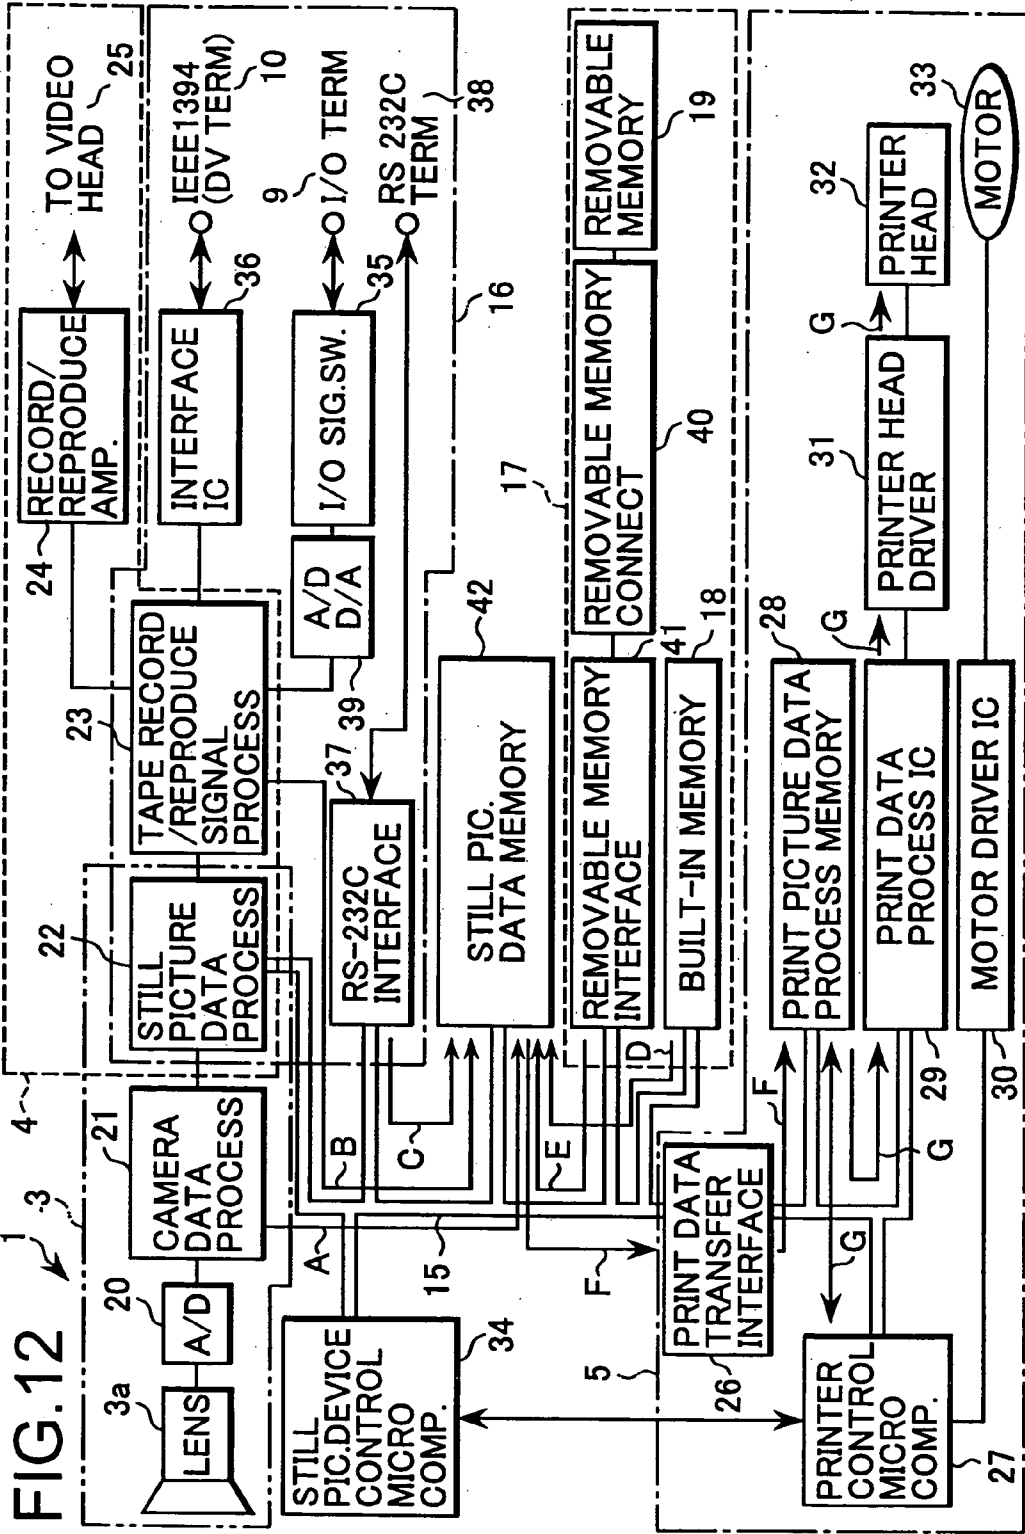 FIG.12
1
3
4
3a
LENS
20
A/D
21
CAMERA
DATA
PROCESS
22
STILL
PICTURE
DATA
PROCESS
23
TAPE RECORD
/REPRODUCE
SIGNAL
PROCESS
24
RECORD/
REPRODUCE
AMP.
TO VIDEO
HEAD
25
INTERFACE
IC
36
IEEE1394
(DV TERM)
10
A/D
D/A
39
I/O SIG.SW.
35
9
I/O TERM
RS 232C
TERM
38
16
37
RS-232C
INTERFACE
A
B
C
15
STILL
PIC.DEVICE
CONTROL
MICRO
COMP.
34
42
STILL PIC.
DATA MEMORY
17
REMOVABLE MEMORY
INTERFACE
41
REMOVABLE MEMORY
CONNECT
40
REMOVABLE
MEMORY
19
BUILT-IN MEMORY
18
D
E
F
F
5
PRINT DATA
TRANSFER
INTERFACE
26
PRINTER
CONTROL
MICRO
COMP.
27
G
G
PRINT PICTURE DATA
PROCESS MEMORY
28
PRINT DATA
PROCESS IC
29
MOTOR DRIVER IC
30
G
PRINTER HEAD
DRIVER
31
G
PRINTER
HEAD
32
MOTOR
33